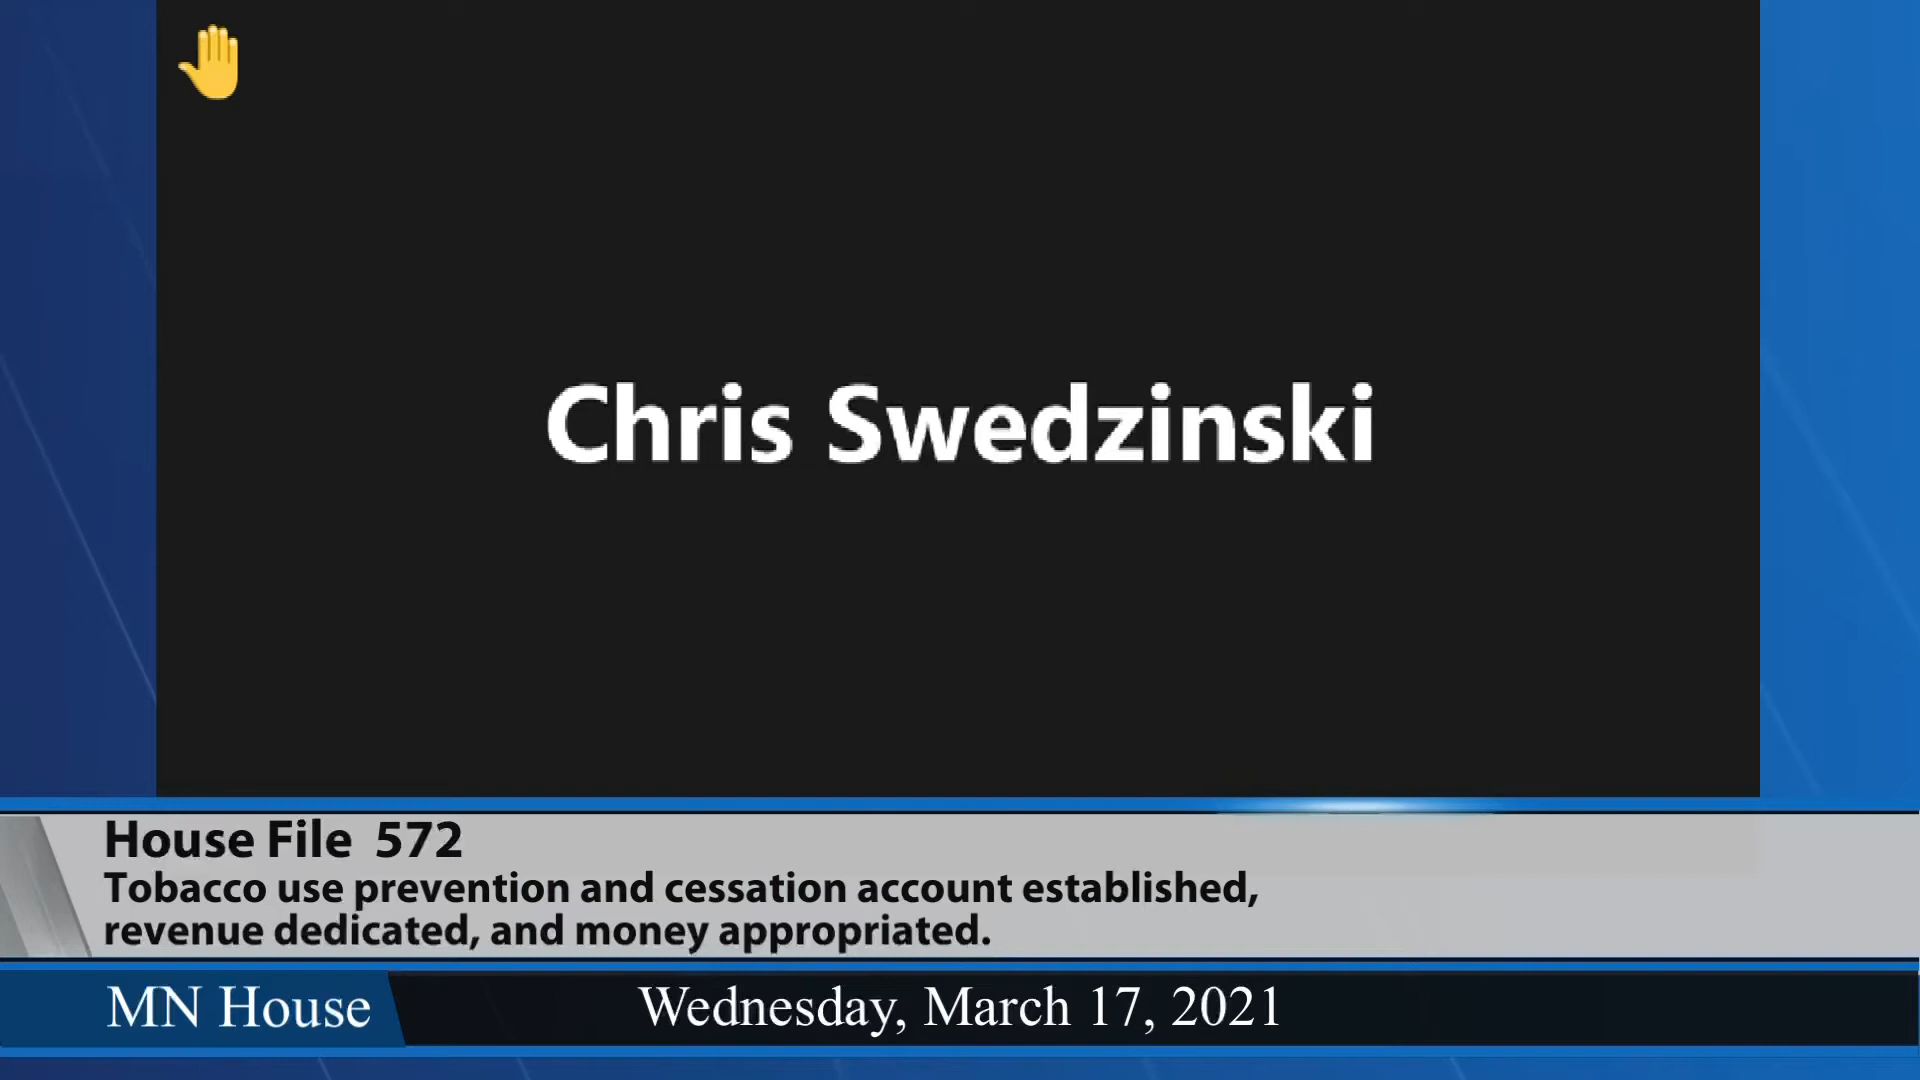 Chris Swedzinski
House File 572
Tobacco use prevention and cessation account established,
revenue dedicated, and money appropriated.
MN House
Wednesday, March 17, 2021